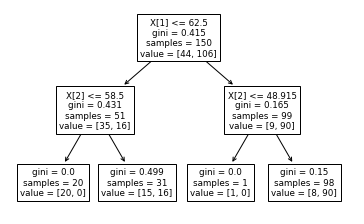 X[1] <= 62.5
gini = 0.415
samples = 150
value = [44, 106]
X[2] <= 58.5
gini = 0.431
samples = 51
value = [35, 16]
X[2] <= 48.915
gini = 0.165
samples = 99
value = [9, 90]
gini = 0.0
samples = 20
value = [20, 0]
gini = 0.499
samples = 31
value = [15, 16]
gini = 0.0
samples = 1
value = [1, 0]
gini = 0.15
samples = 98
value = [8, 90]